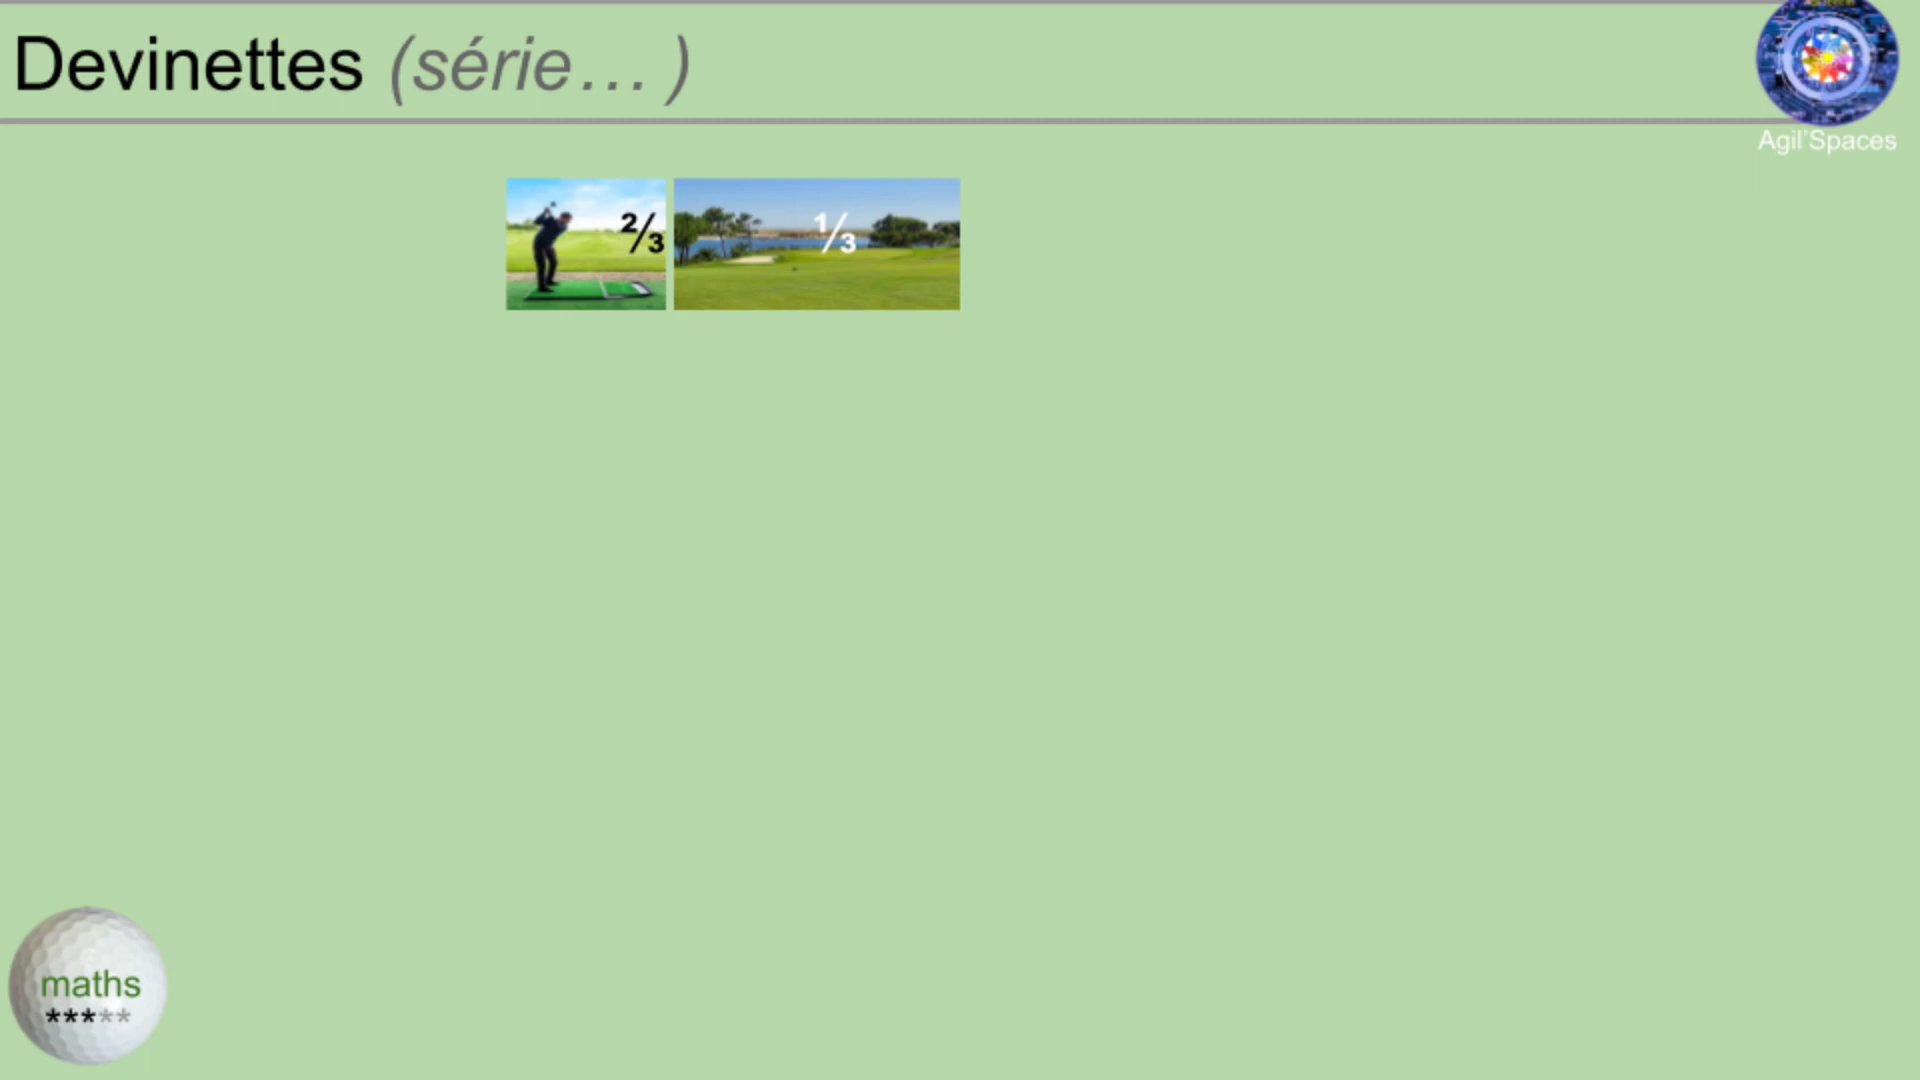 Devinettes (série… )
Agil'Spaces
⅔
⅓
maths
*****